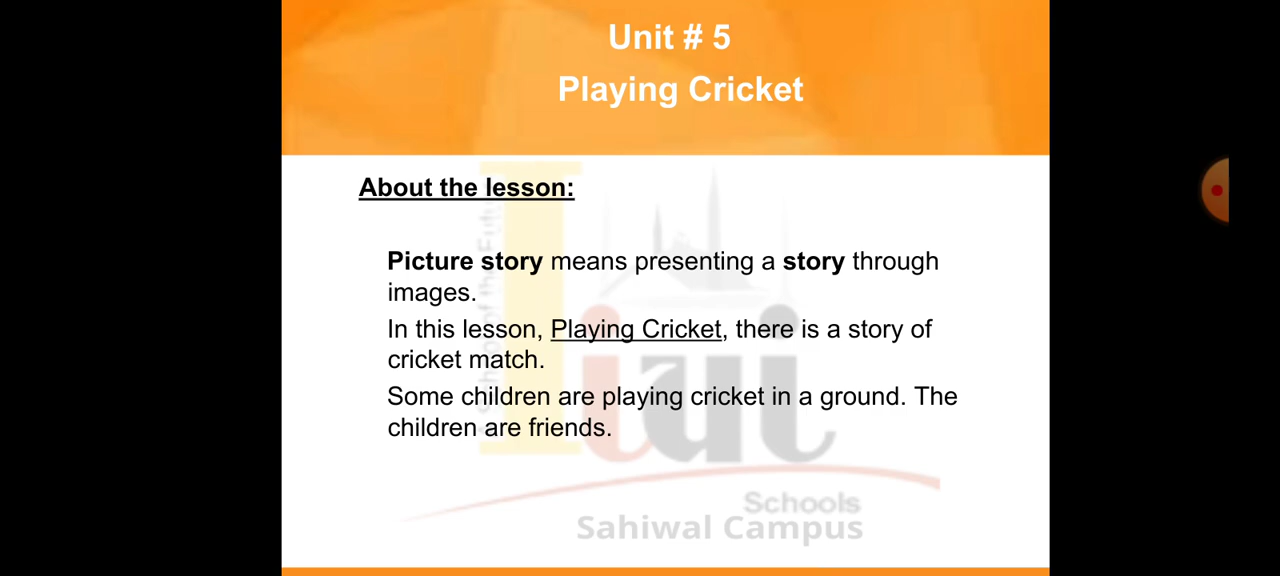 Unit # 5
Playing Cricket
About the lesson:
Picture story means presenting a story through
images.
In this lesson, Playing Cricket, there is a story of
cricket match.
Some children are playing cricket in a ground. The
children are friends.
iiui
Schools
Sahiwal Campus